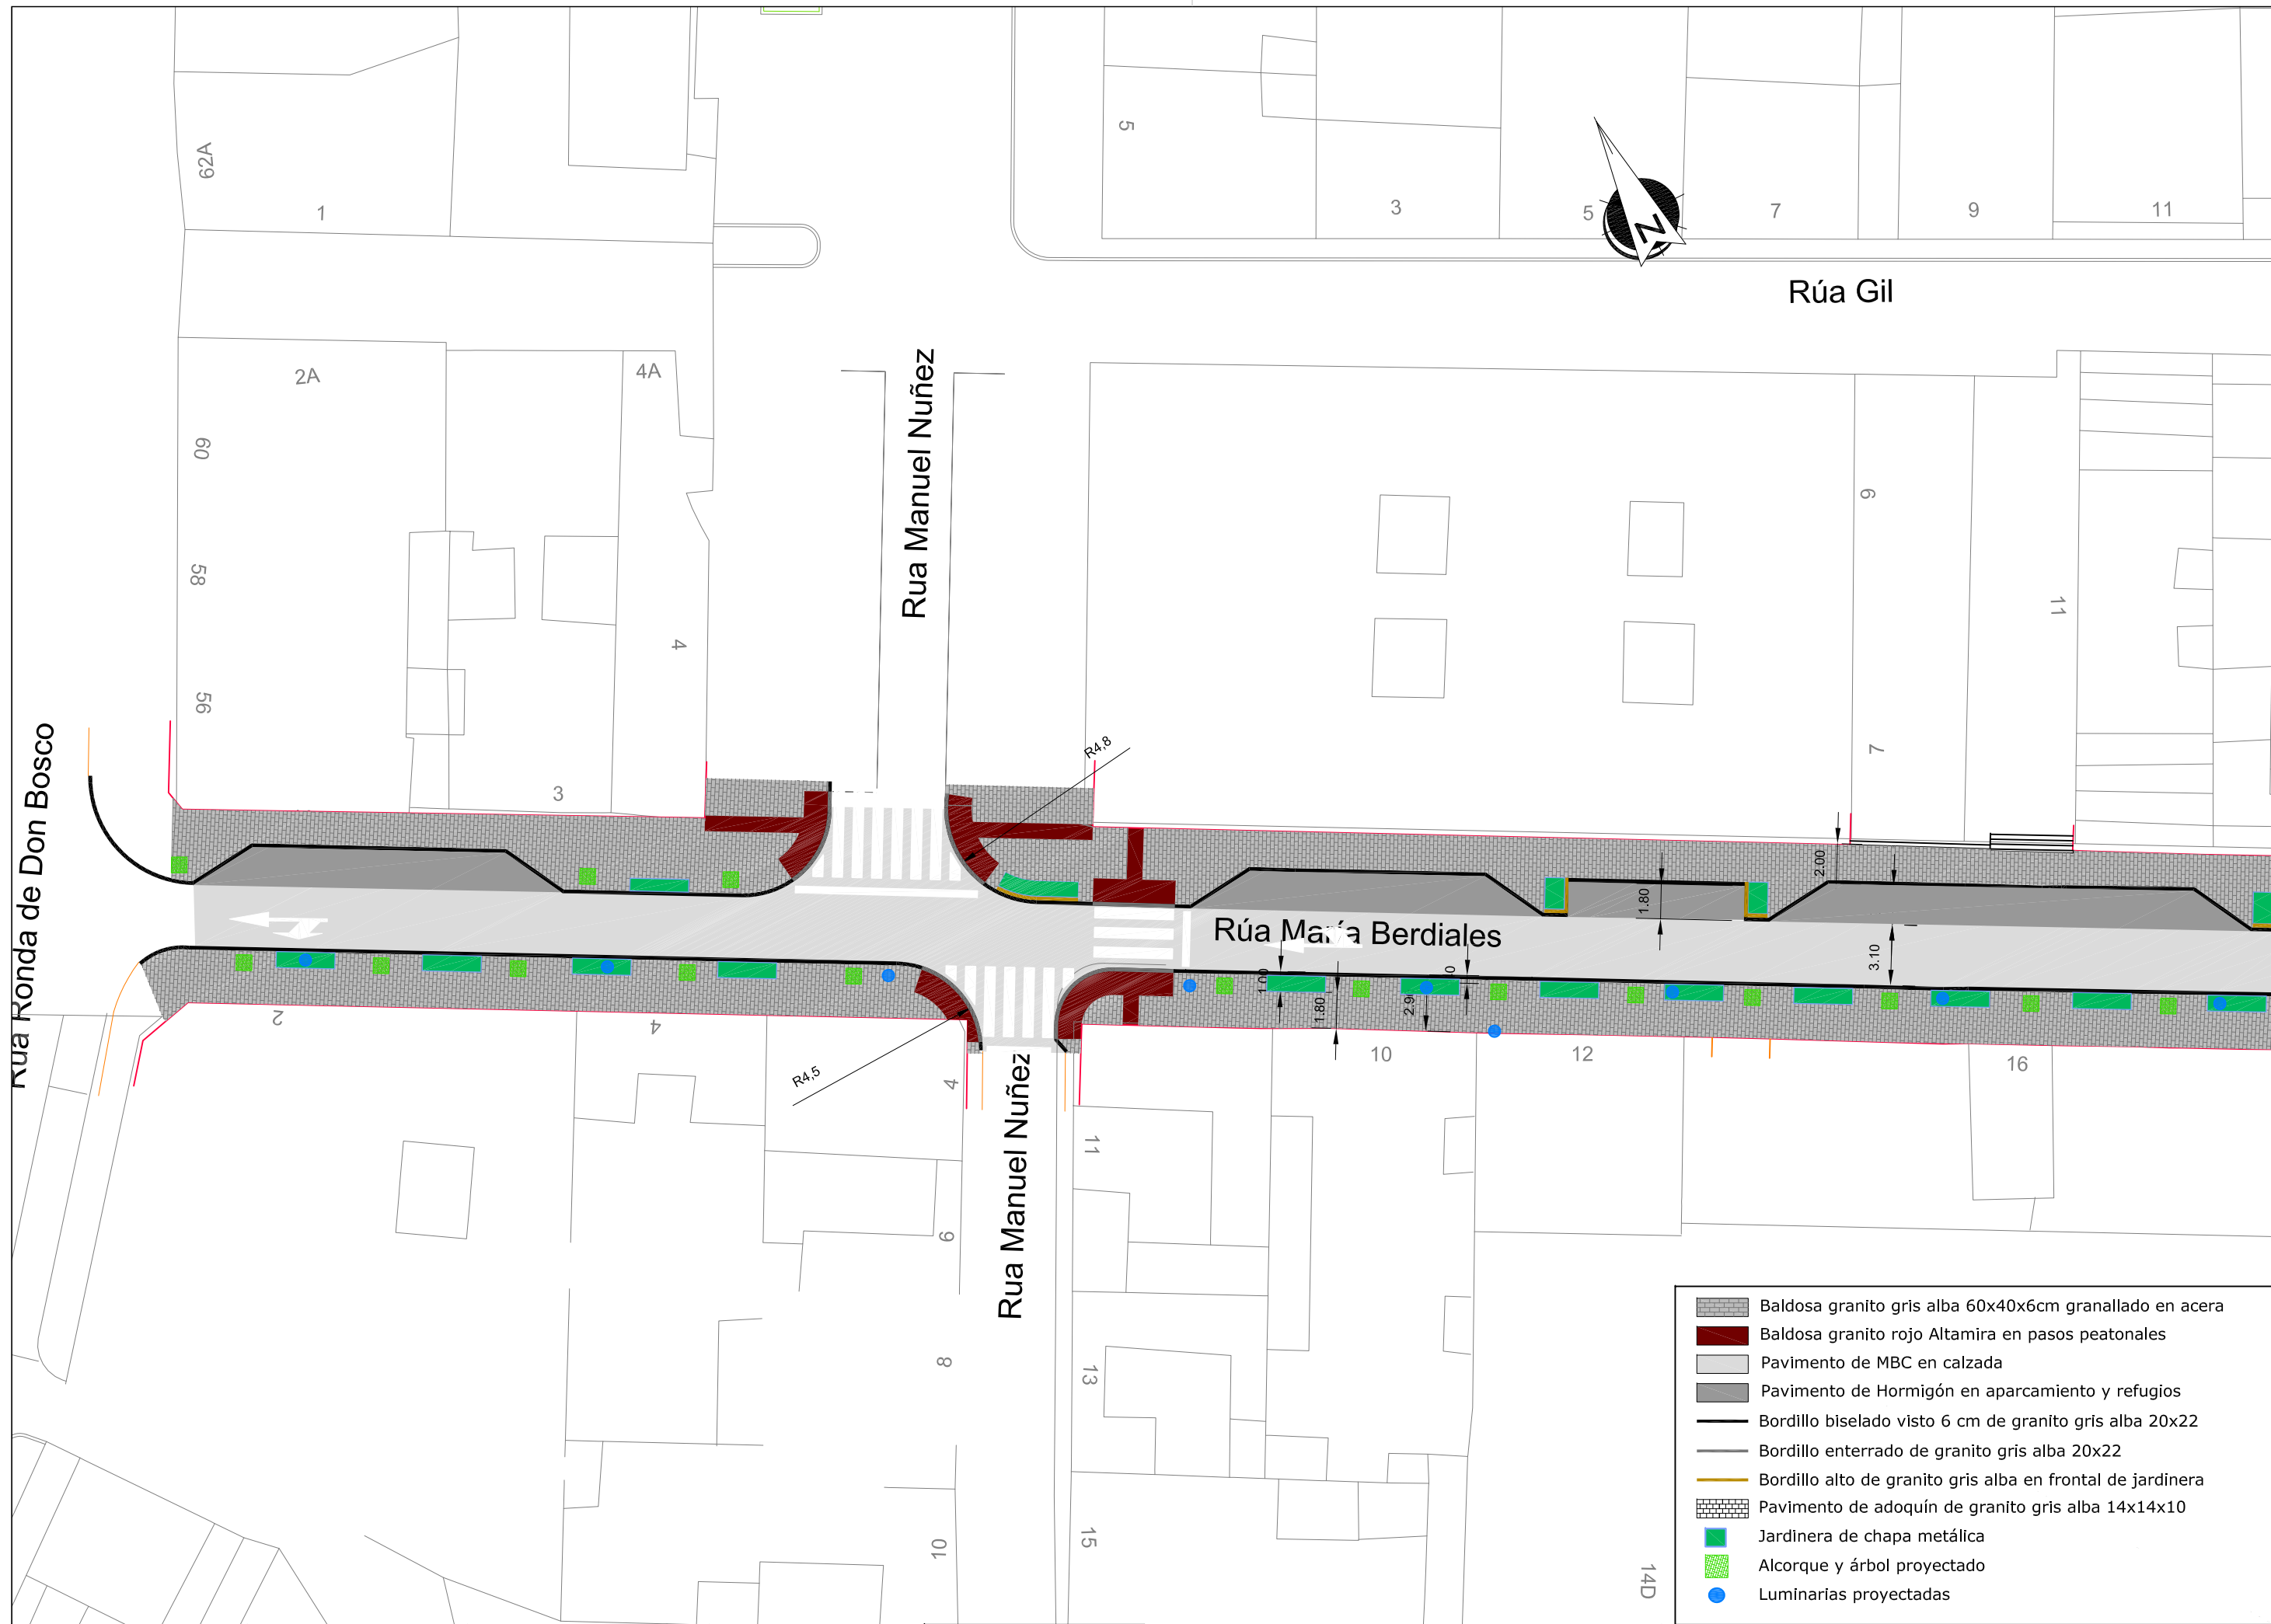 62A
1
5
3
5
7
9
11
N
Rúa Gil
2A
4A
60
58
56
4
3
Rua Manuel Nuñez
6
7
11
Rúa Ronda de Don Bosco
R4,8
2.00
1.80
3.10
Rúa María Berdiales
1.00
1.80
2.90
R4,5
2
4
4
6
8
10
Rua Manuel Nuñez
11
13
15
10
12
16
14D
Baldosa granito gris alba 60x40x6cm granallado en acera
Baldosa granito rojo Altamira en pasos peatonales
Pavimento de MBC en calzada
Pavimento de Hormigón en aparcamiento y refugios
Bordillo biselado visto 6 cm de granito gris alba 20x22
Bordillo enterrado de granito gris alba 20x22
Bordillo alto de granito gris alba en frontal de jardinera
Pavimento de adoquín de granito gris alba 14x14x10
Jardinera de chapa metálica
Alcorque y árbol proyectado
Luminarias proyectadas